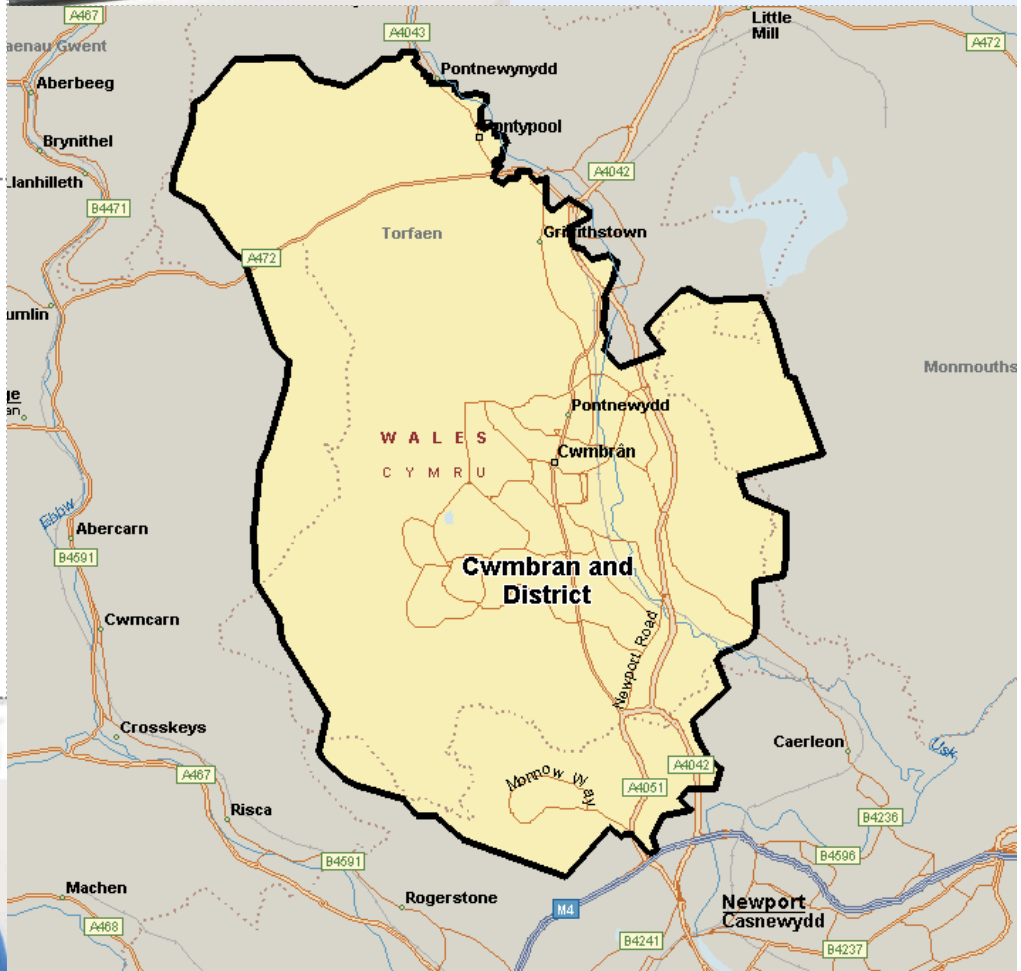 A467
A4043
Little
Mill
A472
aenau Gwent
Pontnewynydd
Aberbeeg
Pontypool
Brynithel
A4042
Llanhilleth
B4471
Torfaen
Griffithstown
A472
umlin
Monmouths
ge
an
Pontnewydd
WALES
Cwmbrân
CYMRU
Ebbw
Abercarn
B4591
Cwmbran and
District
Cwmcarn
Newport Road
Crosskeys
Caerleon
Usk
A467
A4042
Monnow Way
A4051
Risca
B4236
B4591
B4596
Machen
Rogerstone
M4
Newport
Casnewydd
A468
B4241
B4237